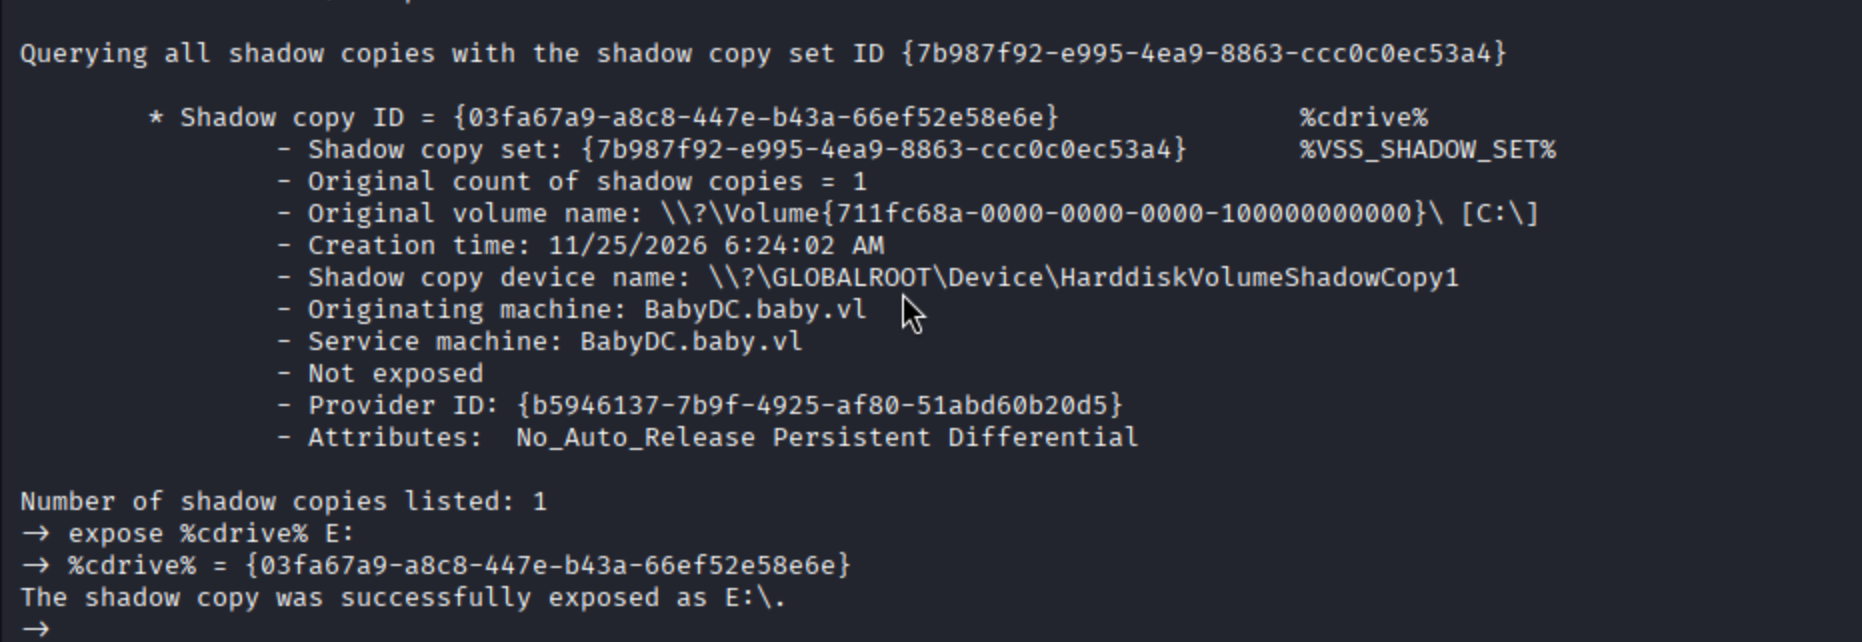 Querying all shadow copies with the shadow copy set ID {7b987f92-e995-4ea9-8863-ccc0c0ec53a4}
* Shadow copy ID = {03fa67a9-a8c8-447e-b43a-66ef52e58e6e} %cdrive%
- Shadow copy set: {7b987f92-e995-4ea9-8863-ccc0c0ec53a4} %VSS_SHADOW_SET%
- Original count of shadow copies = 1
- Original volume name: \\?\Volume{711fc68a-0000-0000-0000-100000000000}\ [C:\]
- Creation time: 11/25/2026 6:24:02 AM
- Shadow copy device name: \\?\GLOBALROOT\Device\HarddiskVolumeShadowCopy1
- Originating machine: BabyDC.baby.vl
- Service machine: BabyDC.baby.vl
- Not exposed
- Provider ID: {b5946137-7b9f-4925-af80-51abd60b20d5}
- Attributes:  No_Auto_Release Persistent Differential
Number of shadow copies listed: 1
→ expose %cdrive% E:
→ %cdrive% = {03fa67a9-a8c8-447e-b43a-66ef52e58e6e}
The shadow copy was successfully exposed as E:\.
→